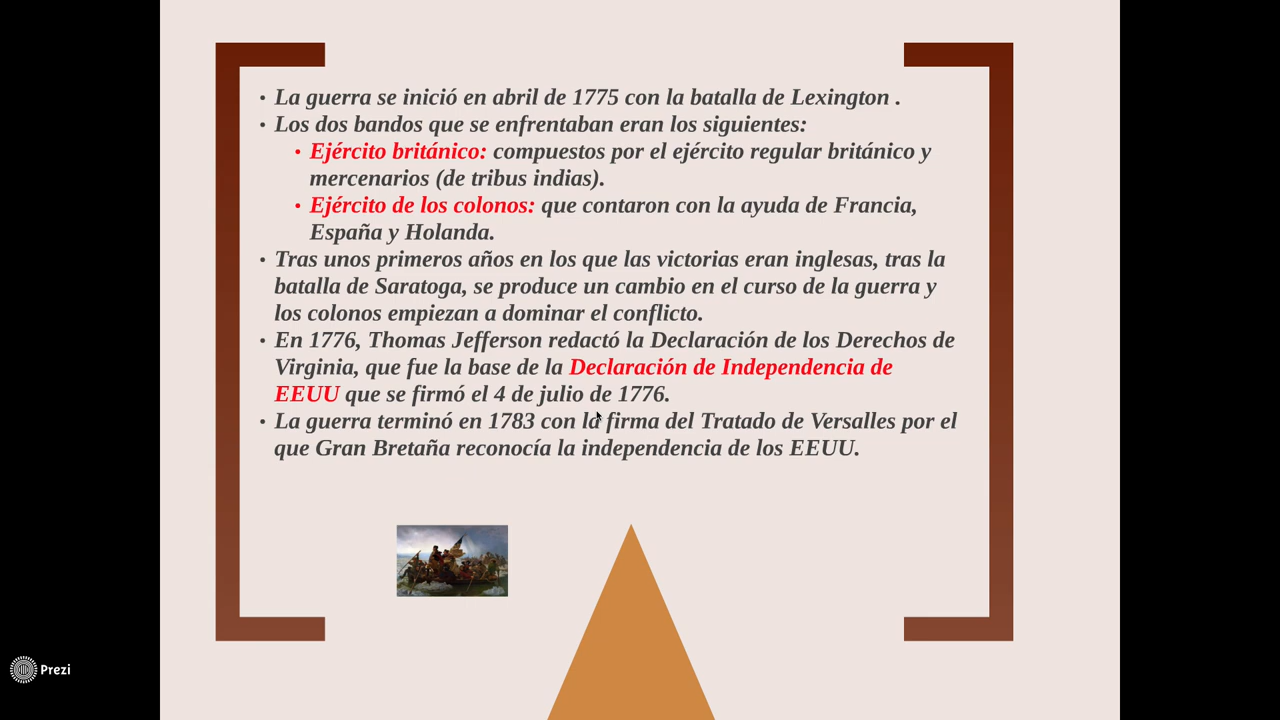 • La guerra se inició en abril de 1775 con la batalla de Lexington .
• Los dos bandos que se enfrentaban eran los siguientes:
• Ejército británico: compuestos por el ejército regular británico y
mercenarios (de tribus indias).
• Ejército de los colonos: que contaron con la ayuda de Francia,
España y Holanda.
• Tras unos primeros años en los que las victorias eran inglesas, tras la
batalla de Saratoga, se produce un cambio en el curso de la guerra y
los colonos empiezan a dominar el conflicto.
• En 1776, Thomas Jefferson redactó la Declaración de los Derechos de
Virginia, que fue la base de la Declaración de Independencia de
EEUU que se firmó el 4 de julio de 1776.
• La guerra terminó en 1783 con la firma del Tratado de Versalles por el
que Gran Bretaña reconocía la independencia de los EEUU.
Prezi